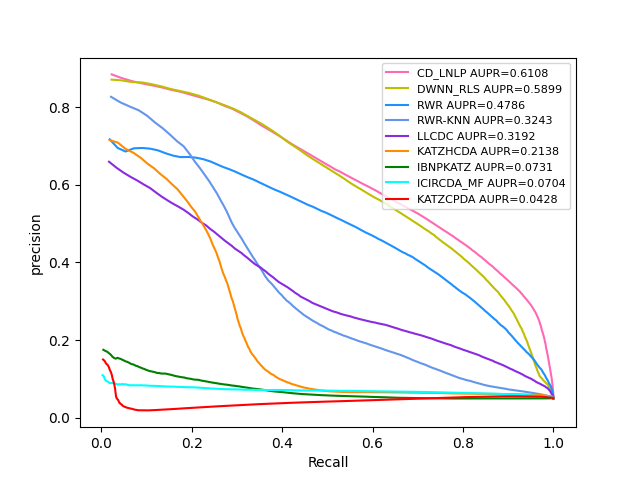 CD_LNLP AUPR=0.6108
DWNN_RLS AUPR=0.5899
RWR AUPR=0.4786
RWR-KNN AUPR=0.3243
LLCDC AUPR=0.3192
KATZHCDA AUPR=0.2138
IBNPKATZ AUPR=0.0731
ICIRCDA_MF AUPR=0.0704
KATZCPDA AUPR=0.0428
precision
0.8
0.6
0.4
0.2
0.0
0.0 0.2 0.4 0.6 0.8 1.0
Recall